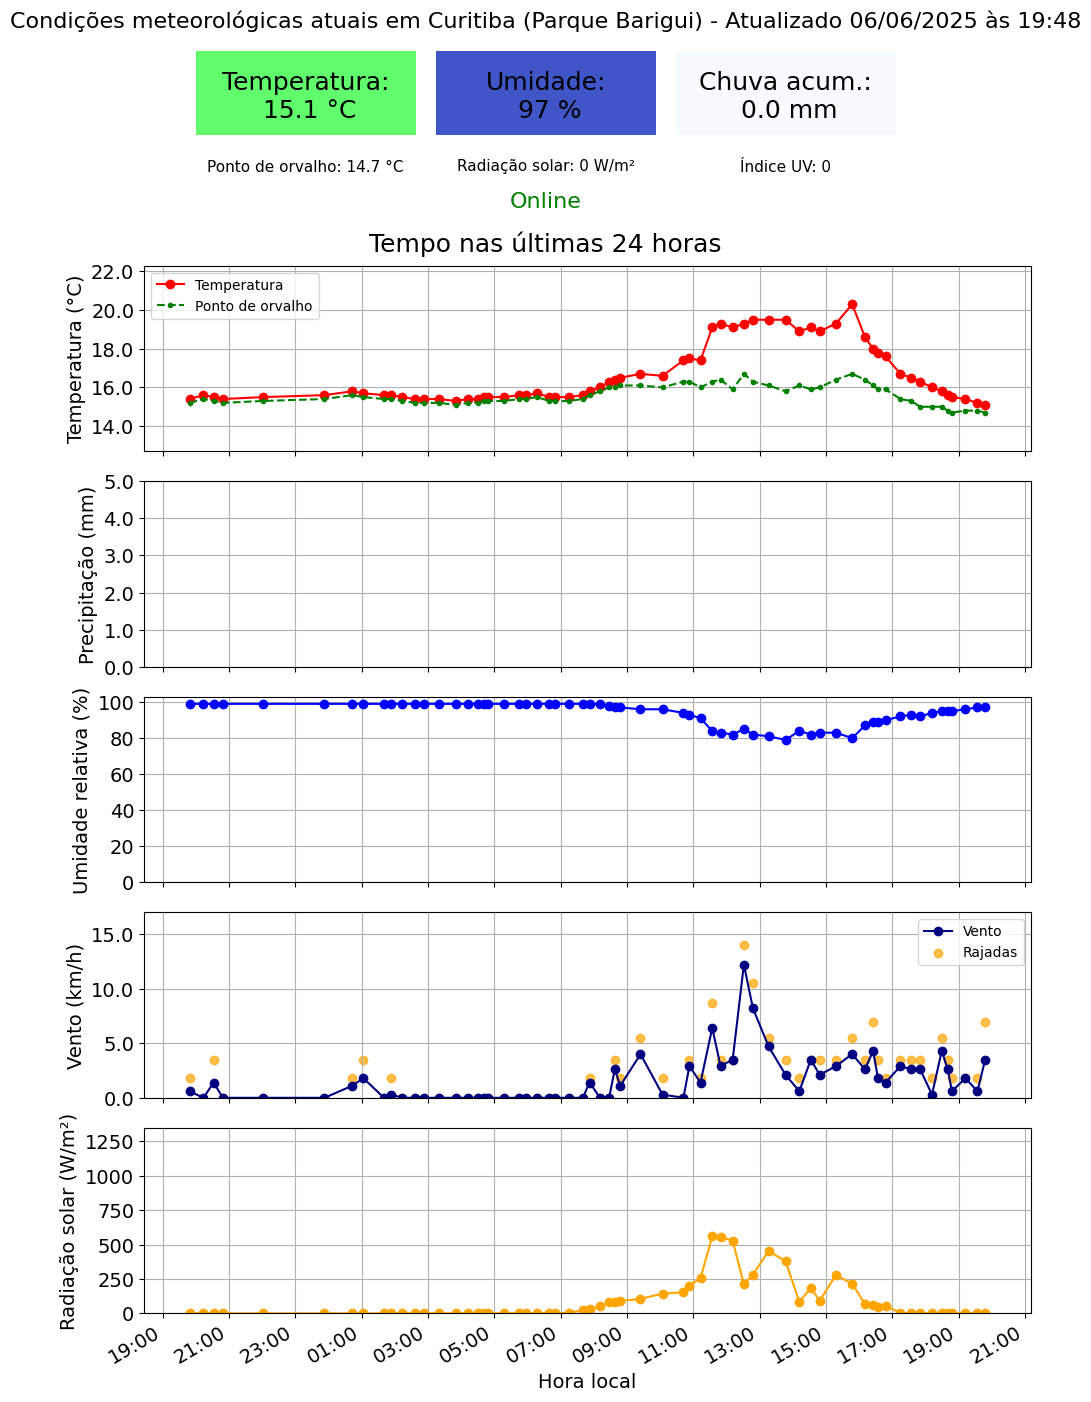 Condições meteorológicas atuais em Curitiba (Parque Barigui) - Atualizado 06/06/2025 às 19:48
Temperatura:
15.1 °C
Umidade:
97 %
Chuva acum.:
0.0 mm
Ponto de orvalho: 14.7 °C
Radiação solar: 0 W/m²
Índice UV: 0
Online
Tempo nas últimas 24 horas
Temperatura (°C)
22.0
20.0
18.0
16.0
14.0
Temperatura
Ponto de orvalho
Precipitação (mm)
5.0
4.0
3.0
2.0
1.0
0.0
Umidade relativa (%)
100
80
60
40
20
0
Vento (km/h)
15.0
10.0
5.0
0.0
Vento
Rajadas
Radiação solar (W/m²)
1250
1000
750
500
250
0
19:00
21:00
23:00
01:00
03:00
05:00
07:00
09:00
11:00
13:00
15:00
17:00
19:00
21:00
Hora local